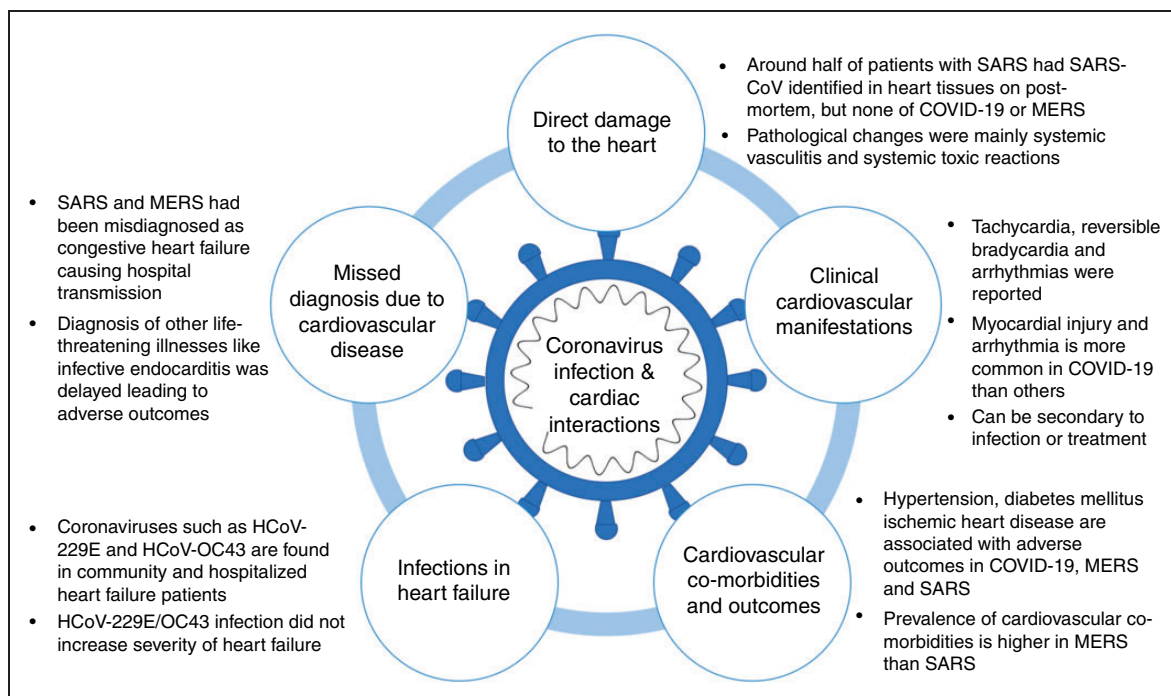 Direct damage
to the heart
• Around half of patients with SARS had SARS-
CoV identified in heart tissues on post-
mortem, but none of COVID-19 or MERS
• Pathological changes were mainly systemic
vasculitis and systemic toxic reactions
Clinical
cardiovascular
manifestations
• Tachycardia, reversible
bradycardia and
arrhythmias were
reported
• Myocardial injury and
arrhythmia is more
common in COVID-19
than others
• Can be secondary to
infection or treatment
Cardiovascular
co-morbidities
and outcomes
• Hypertension, diabetes mellitus
ischemic heart disease are
associated with adverse
outcomes in COVID-19, MERS
and SARS
• Prevalence of cardiovascular co-
morbidities is higher in MERS
than SARS
Infections in
heart failure
• Coronaviruses such as HCoV-
229E and HCoV-OC43 are found
in community and hospitalized
heart failure patients
• HCoV-229E/OC43 infection did not
increase severity of heart failure
Missed
diagnosis due to
cardiovascular
disease
• SARS and MERS had
been misdiagnosed as
congestive heart failure
causing hospital
transmission
• Diagnosis of other life-
threatening illnesses like
infective endocarditis was
delayed leading to
adverse outcomes
Coronavirus
infection &
cardiac
interactions